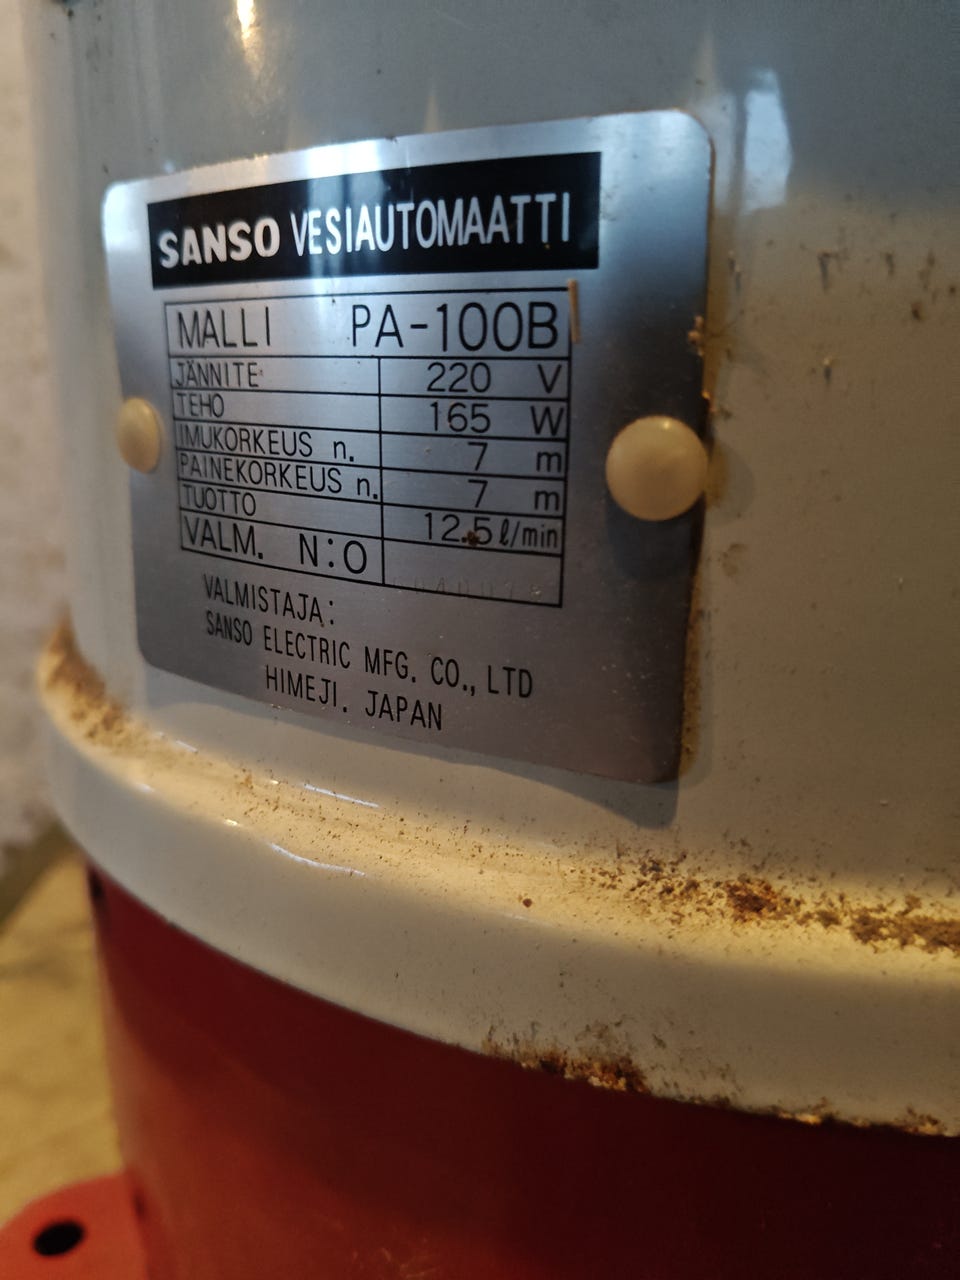 SANSO VESIAUTOMAATTI
MALLI PA-100B
JÄNNITE 220 V
TEHO 165 W
IMUKORKEUS n. 7 m
PAINEKORKEUS n. 7 m
TUOTTO 12.5 ℓ/min
VALM. N:O
VALMISTAJA:
SANSO ELECTRIC MFG. CO., LTD
HIMEJI. JAPAN